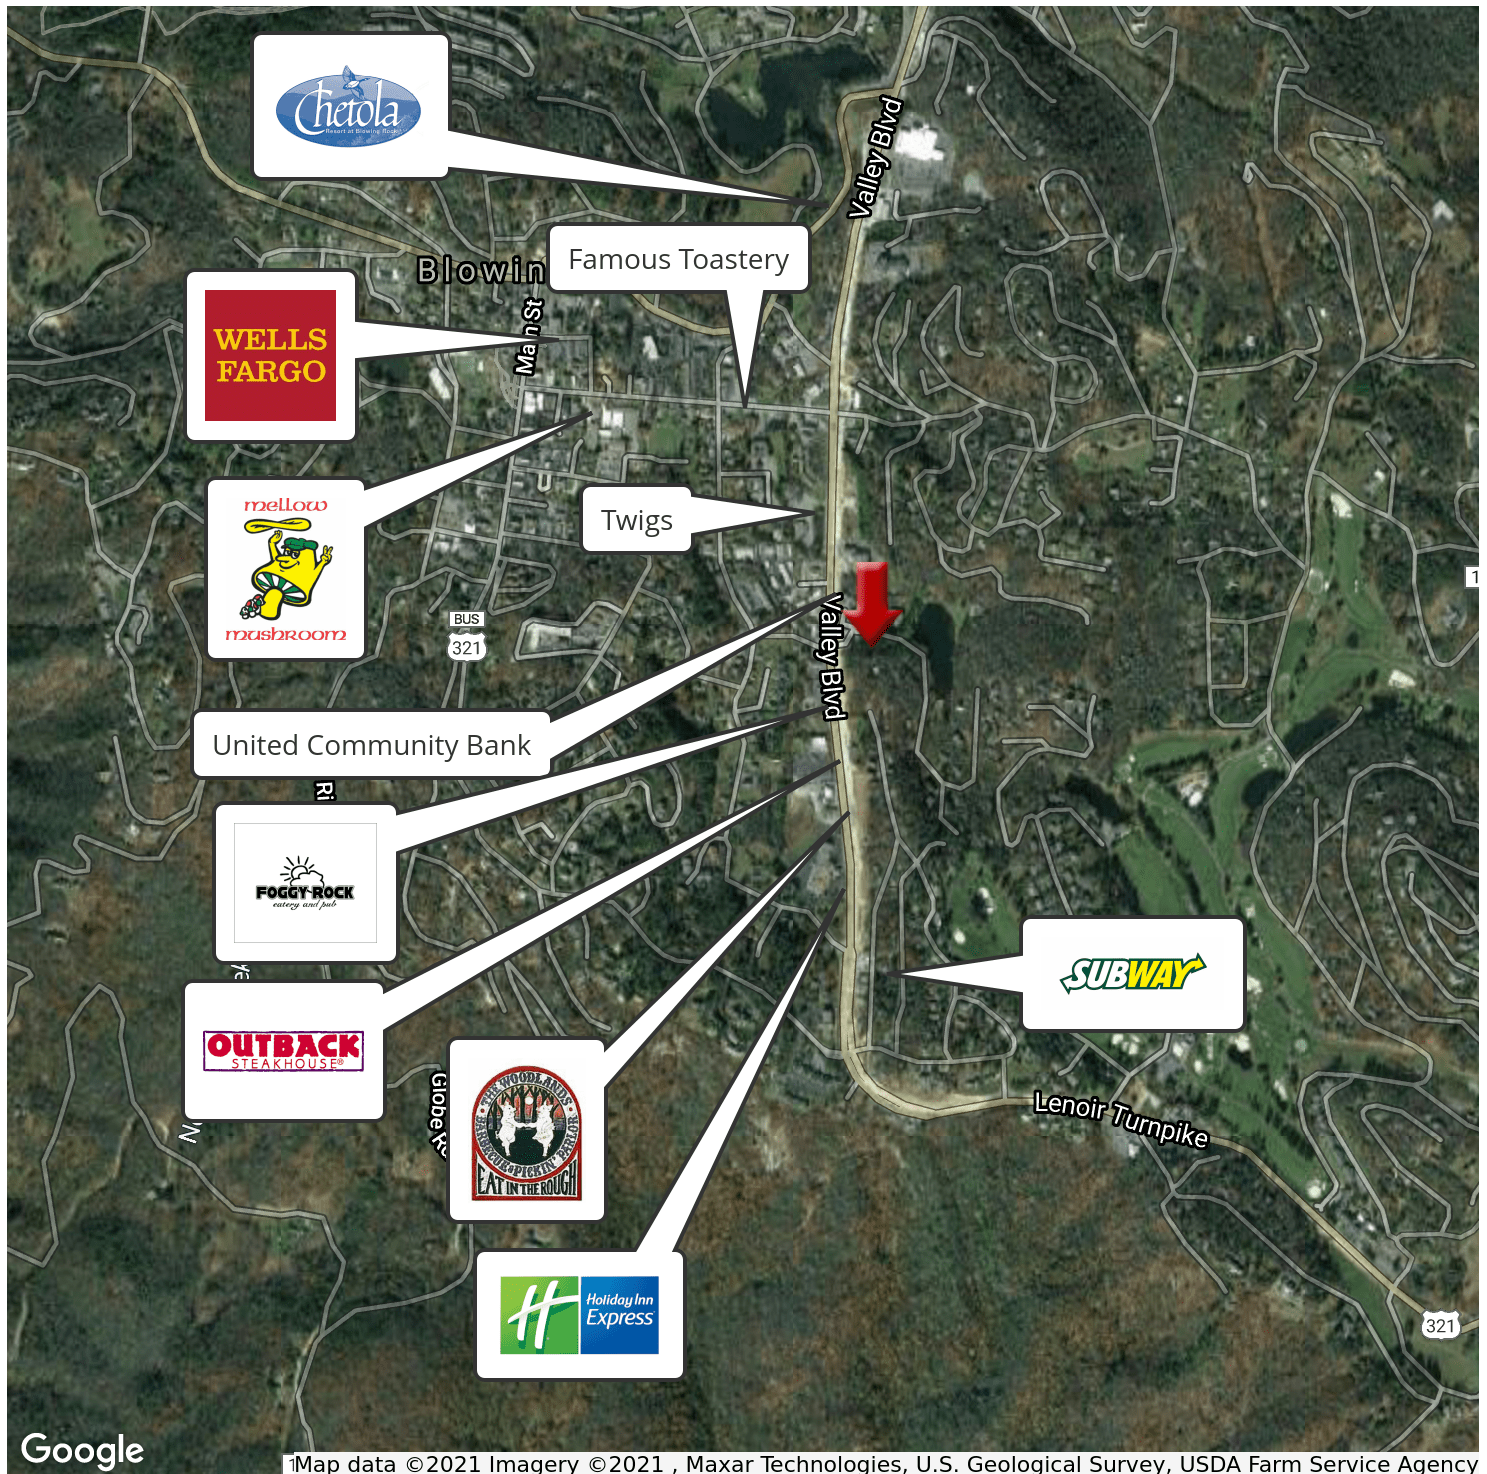 Chetola
Resort at Blowing Rock
Valley Blvd
Famous Toastery
Blowin
Main St
WELLS
FARGO
mellow
mushroom
Twigs
BUS
321
Valley Blvd
United Community Bank
Ri
FOGGY ROCK
eatery and pub
SUBWAY
OUTBACK
STEAKHOUSE®
Globe
THE WOODLANDS
BARBECUE & PICKIN' PARLOR
EAT IN THE ROUGH
Lenoir Turnpike
Holiday Inn
Express
321
Google
Map data ©2021 Imagery ©2021 , Maxar Technologies, U.S. Geological Survey, USDA Farm Service Agency